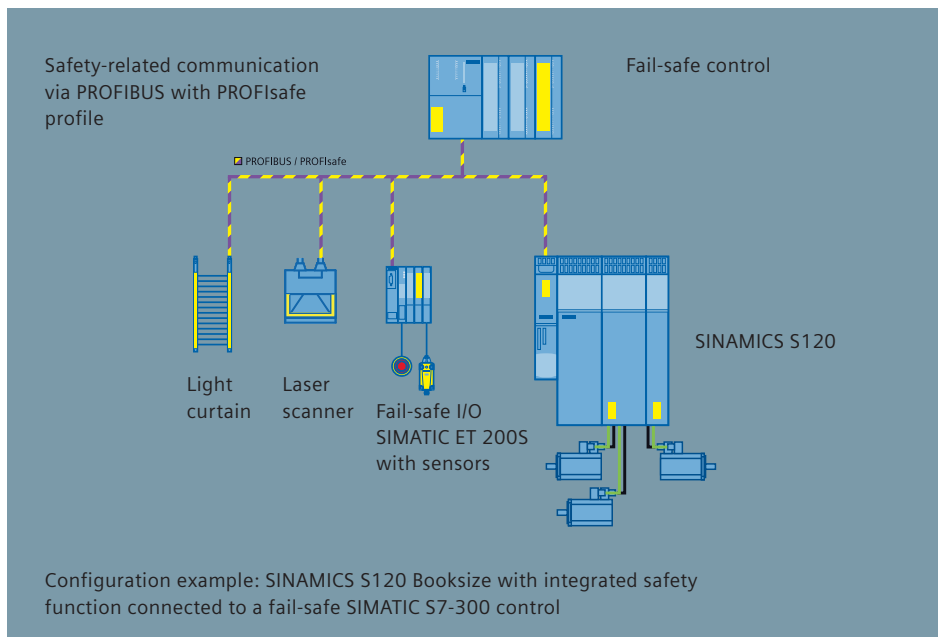 Safety-related communication
via PROFIBUS with PROFIsafe
profile
Fail-safe control
PROFIBUS / PROFIsafe
SINAMICS S120
Light
curtain
Laser
scanner
Fail-safe I/O
SIMATIC ET 200S
with sensors
Configuration example: SINAMICS S120 Booksize with integrated safety
function connected to a fail-safe SIMATIC S7-300 control